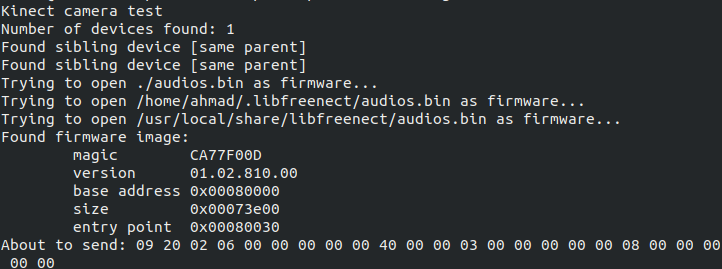 Kinect camera test
Number of devices found: 1
Found sibling device [same parent]
Found sibling device [same parent]
Trying to open ./audios.bin as firmware...
Trying to open /home/ahmad/.libfreenect/audios.bin as firmware...
Trying to open /usr/local/share/libfreenect/audios.bin as firmware...
Found firmware image:
        magic        CA77F00D
        version      01.02.810.00
        base address 0x00080000
        size         0x00073e00
        entry point  0x00080030
About to send: 09 20 02 06 00 00 00 00 00 40 00 00 03 00 00 00 00 00 08 00 00 00
 00 00